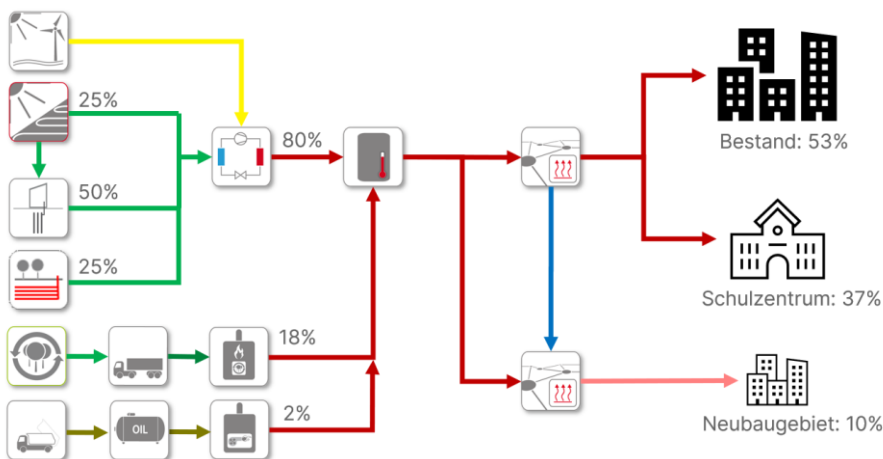 25%
50%
25%
80%
18%
OIL
2%
Bestand: 53%
Schulzentrum: 37%
Neubaugebiet: 10%